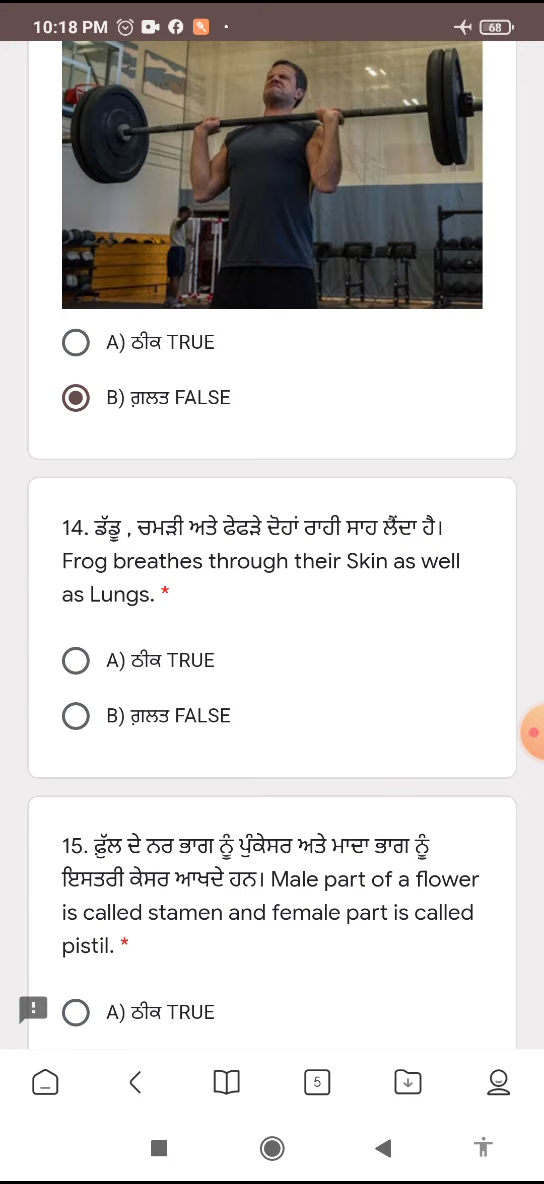 10:18 PM
68
A) ਠੀਕ TRUE
B) ਗ਼ਲਤ FALSE
14. ਡੱਡੂ , ਚਮੜੀ ਅਤੇ ਫੇਫੜੇ ਦੋਹਾਂ ਰਾਹੀ ਸਾਹ ਲੈਂਦਾ ਹੈ।
Frog breathes through their Skin as well
as Lungs. *
A) ਠੀਕ TRUE
B) ਗ਼ਲਤ FALSE
15. ਫ਼ੁੱਲ ਦੇ ਨਰ ਭਾਗ ਨੂੰ ਪੁੰਕੇਸਰ ਅਤੇ ਮਾਦਾ ਭਾਗ ਨੂੰ
ਇਸਤਰੀ ਕੇਸਰ ਆਖਦੇ ਹਨ। Male part of a flower
is called stamen and female part is called
pistil. *
A) ਠੀਕ TRUE
5